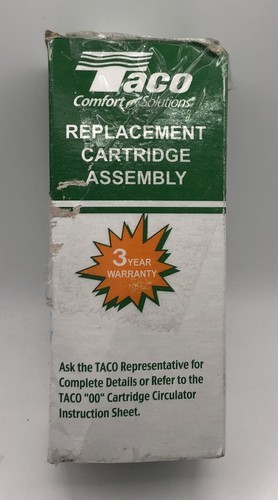 Taco
Comfort Solutions
REPLACEMENT
CARTRIDGE
ASSEMBLY
3 YEAR
WARRANTY
Ask the TACO Representative for
Complete Details or Refer to the
TACO "00" Cartridge Circulator
Instruction Sheet.